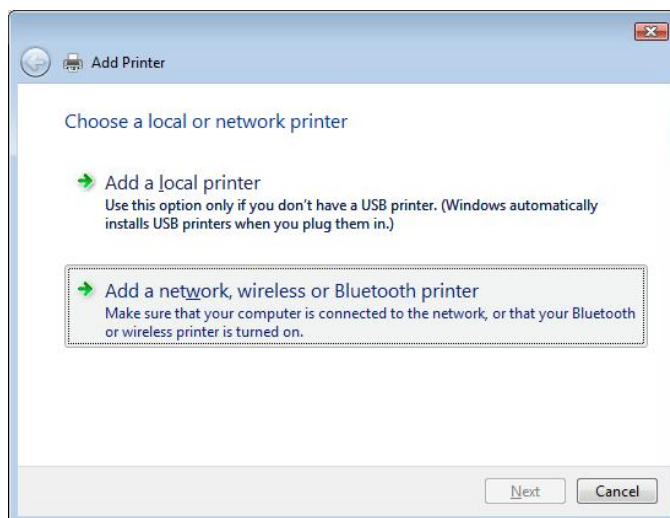 Add Printer
Choose a local or network printer
Add a local printer
Use this option only if you don't have a USB printer. (Windows automatically
installs USB printers when you plug them in.)
Add a network, wireless or Bluetooth printer
Make sure that your computer is connected to the network, or that your Bluetooth
or wireless printer is turned on.
Next Cancel